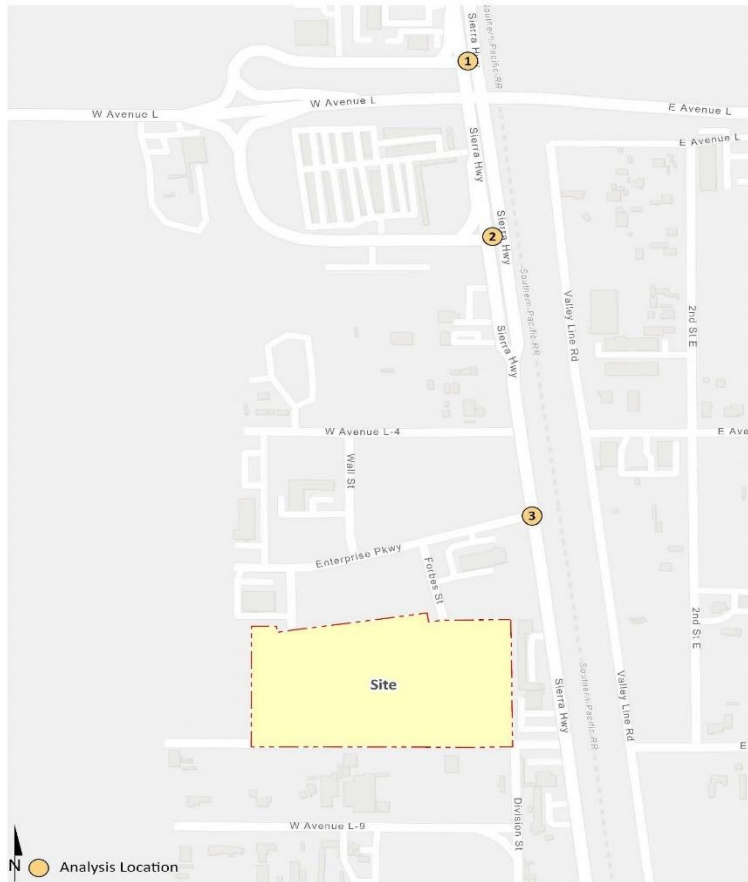 1
Sierra Hwy
Southern Pacific RR
W Avenue L
W Avenue L
E Avenue L
E Avenue L
Sierra Hwy
2
Sierra Hwy
Southern Pacific RR
Valley Line Rd
2nd St E
Sierra Hwy
W Avenue L-4
E Ave
Wall St
3
Enterprise Pkwy
Forbes St
2nd St E
Site
Sierra Hwy
Southern Pacific RR
Valley Line Rd
E
Division St
W Avenue L-9
N
Analysis Location